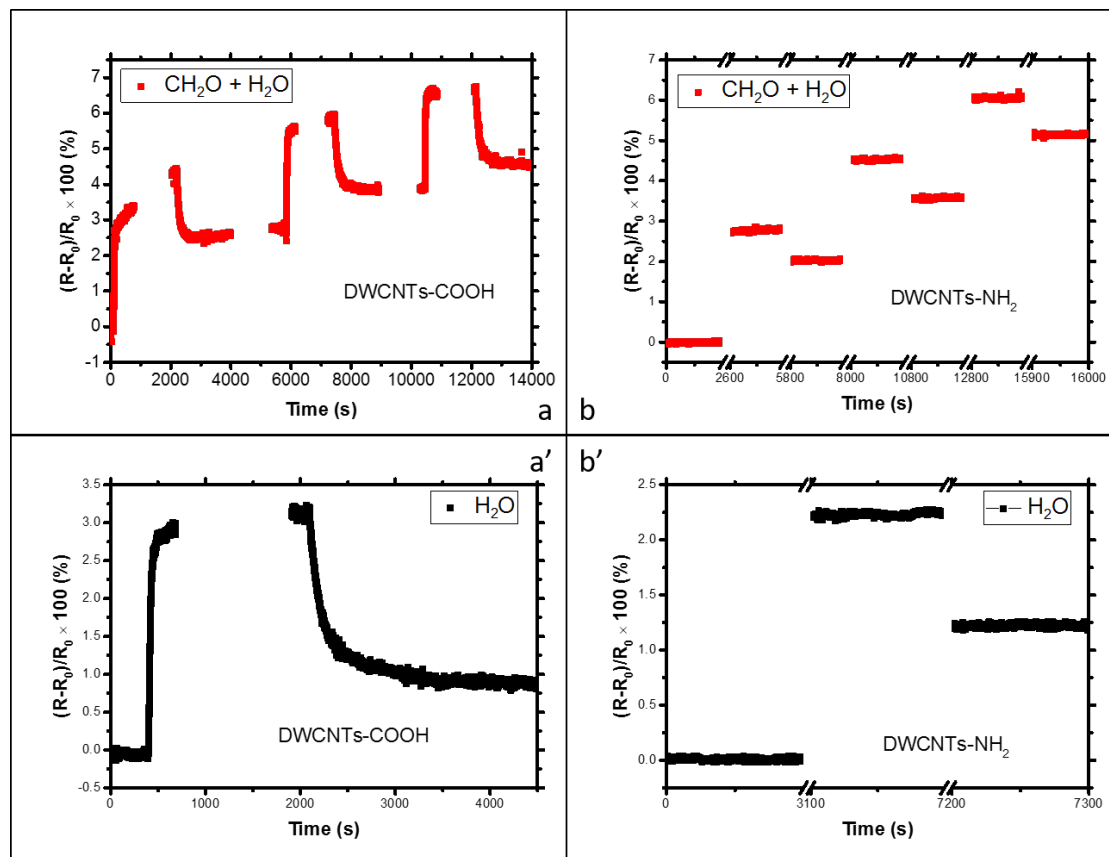 CH₂O + H₂O
(R-R₀)/R₀ × 100 (%)
7
6
5
4
3
2
1
0
-1
DWCNTs-COOH
0 2000 4000 6000 8000 10000 12000 14000
Time (s)
a
CH₂O + H₂O
(R-R₀)/R₀ × 100 (%)
7
6
5
4
3
2
1
0
DWCNTs-NH₂
0 2600 5800 8000 10800 12800 15900 16000
Time (s)
b
a'
H₂O
(R-R₀)/R₀ × 100 (%)
3.5
3.0
2.5
2.0
1.5
1.0
0.5
0.0
-0.5
DWCNTs-COOH
0 1000 2000 3000 4000
Time (s)
b'
H₂O
(R-R₀)/R₀ × 100 (%)
2.5
2.0
1.5
1.0
0.5
0.0
DWCNTs-NH₂
0 3100 7200 7300
Time (s)